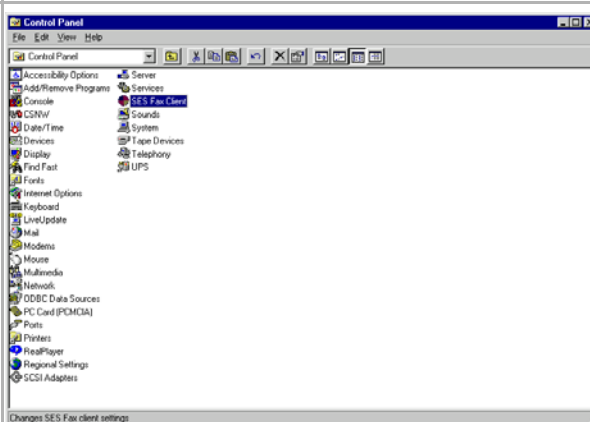 Control Panel
File Edit View Help
Control Panel
Accessibility Options
Add/Remove Programs
Console
CSNW
Date/Time
Devices
Display
Find Fast
Fonts
Internet Options
Keyboard
LiveUpdate
Mail
Modems
Mouse
Multimedia
Network
ODBC Data Sources
PC Card (PCMCIA)
Ports
Printers
RealPlayer
Regional Settings
SCSI Adapters
Server
Services
SES Fax Client
Sounds
System
Tape Devices
Telephony
UPS
Changes SES Fax client settings